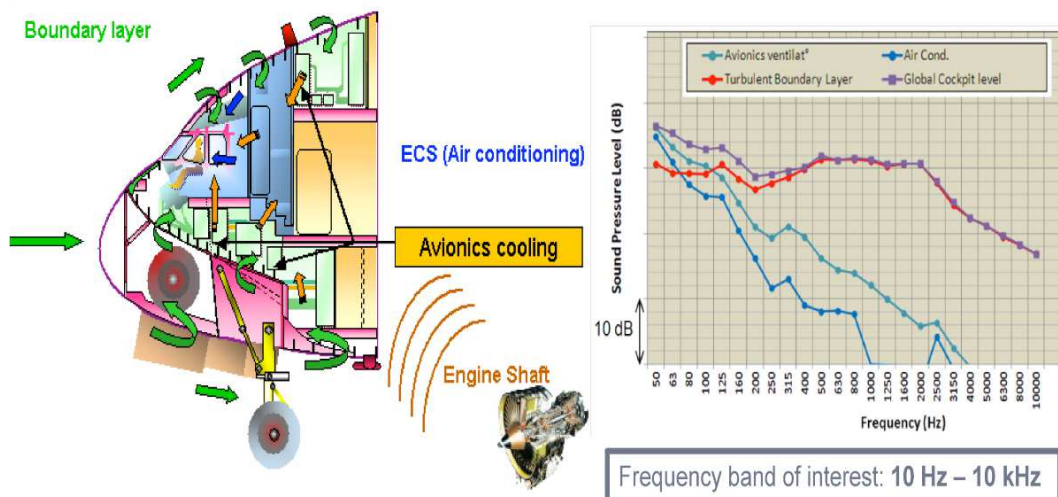 Boundary layer
ECS (Air conditioning)
Avionics cooling
Engine Shaft
Avionics ventilat°
Air Cond.
Turbulent Boundary Layer
Global Cockpit level
Sound Pressure Level (dB)
10 dB
50
63
80
100
125
160
200
250
315
400
500
630
800
1000
1250
1600
2000
2500
3150
4000
5000
6300
8000
10000
Frequency (Hz)
Frequency band of interest: 10 Hz – 10 kHz